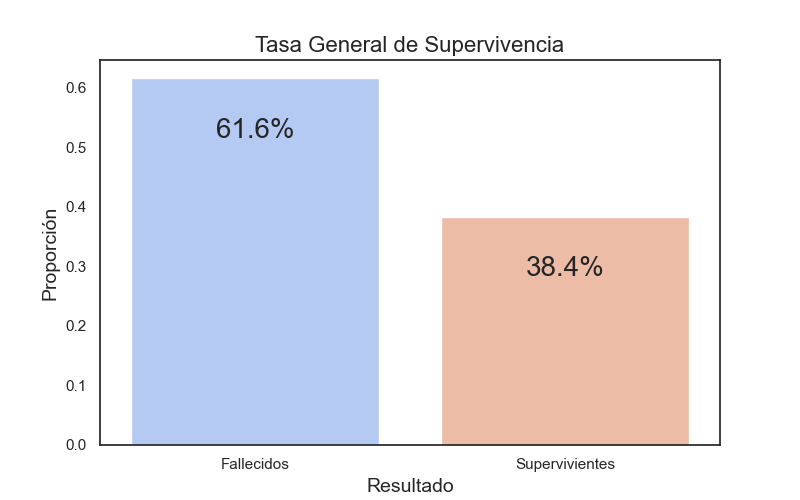 Tasa General de Supervivencia
Proporción
0.6
0.5
0.4
0.3
0.2
0.1
0.0
61.6%
38.4%
Fallecidos
Supervivientes
Resultado